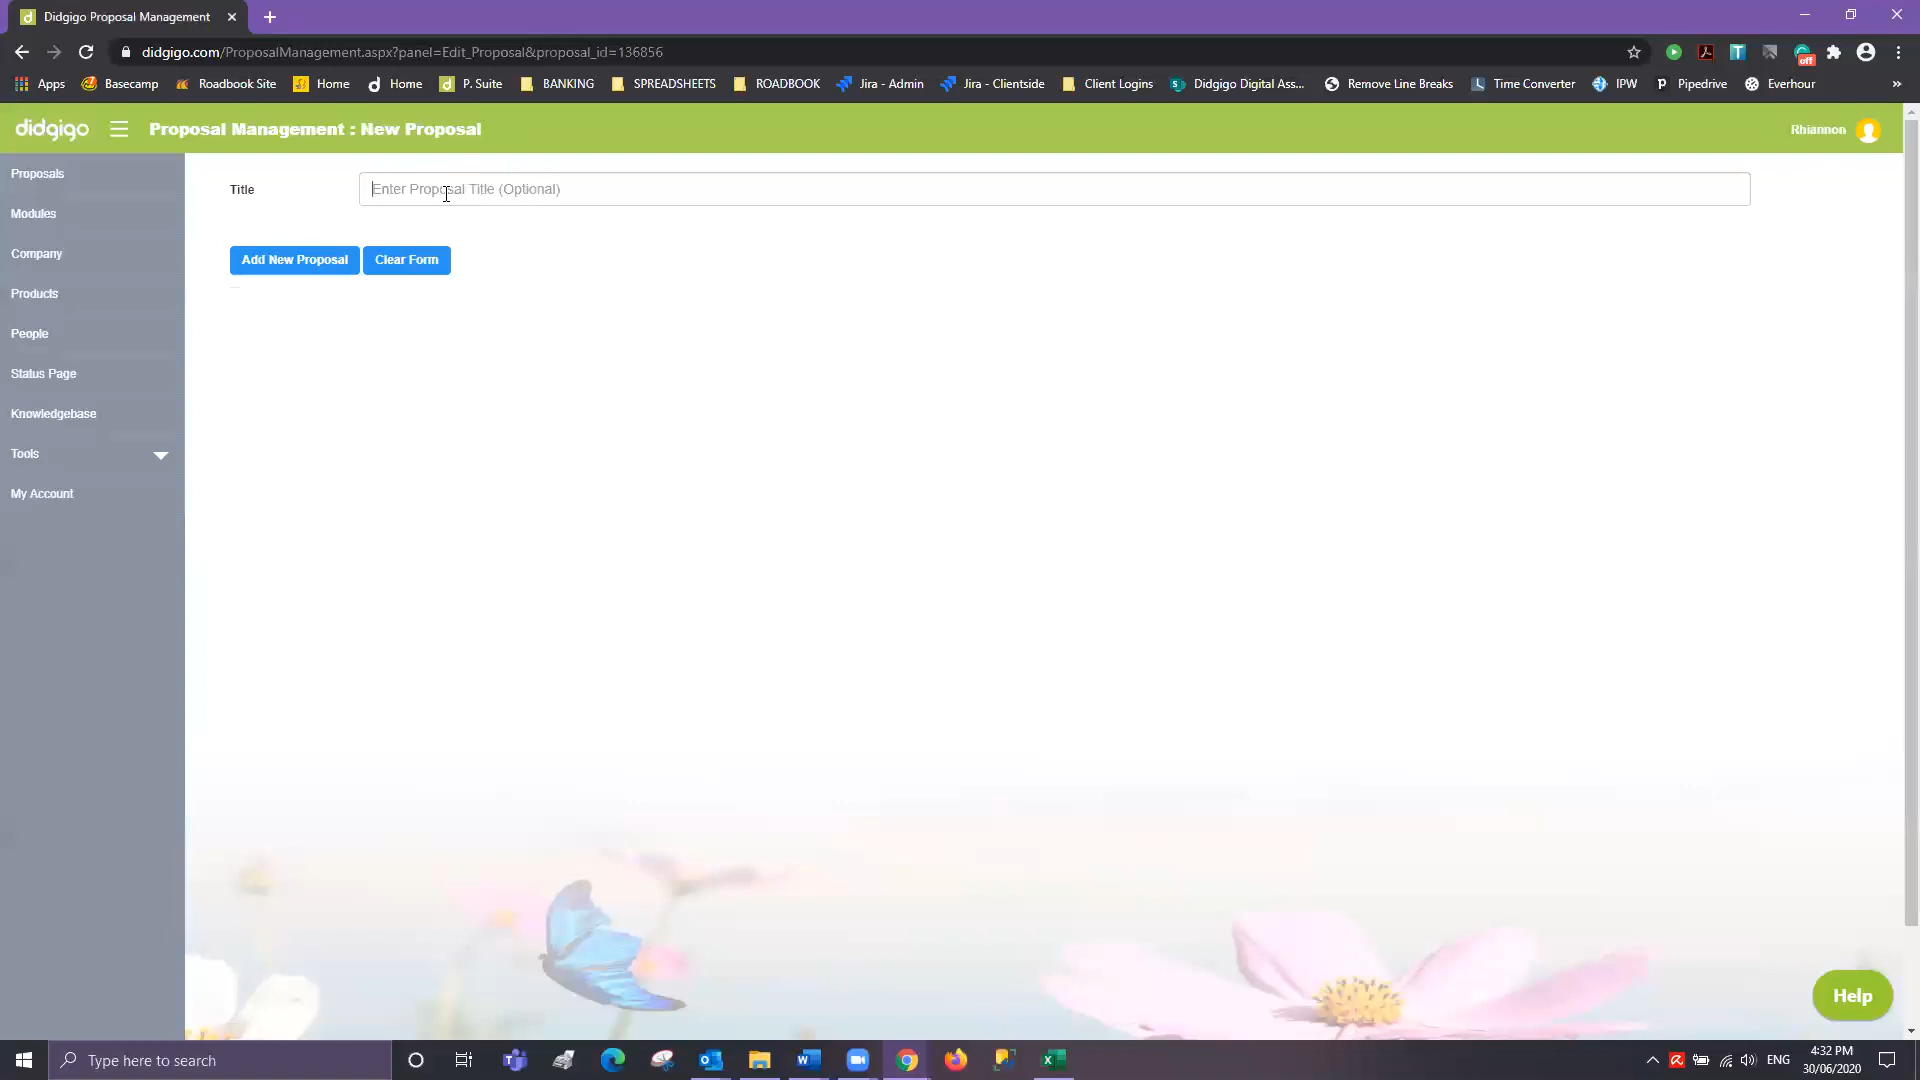 Didgigo Proposal Management
didgigo.com/ProposalManagement.aspx?panel=Edit_Proposal&proposal_id=136856
off
Apps Basecamp Roadbook Site Home Home P. Suite BANKING SPREADSHEETS ROADBOOK Jira - Admin Jira - Clientside Client Logins Didgigo Digital Ass... Remove Line Breaks Time Converter IPW Pipedrive Everhour »
didgigo Proposal Management : New Proposal Rhiannon
Proposals
Modules
Company
Products
People
Status Page
Knowledgebase
Tools
My Account
Title Enter Proposal Title (Optional)
Add New Proposal Clear Form
Help
Type here to search
ENG
4:32 PM
30/06/2020